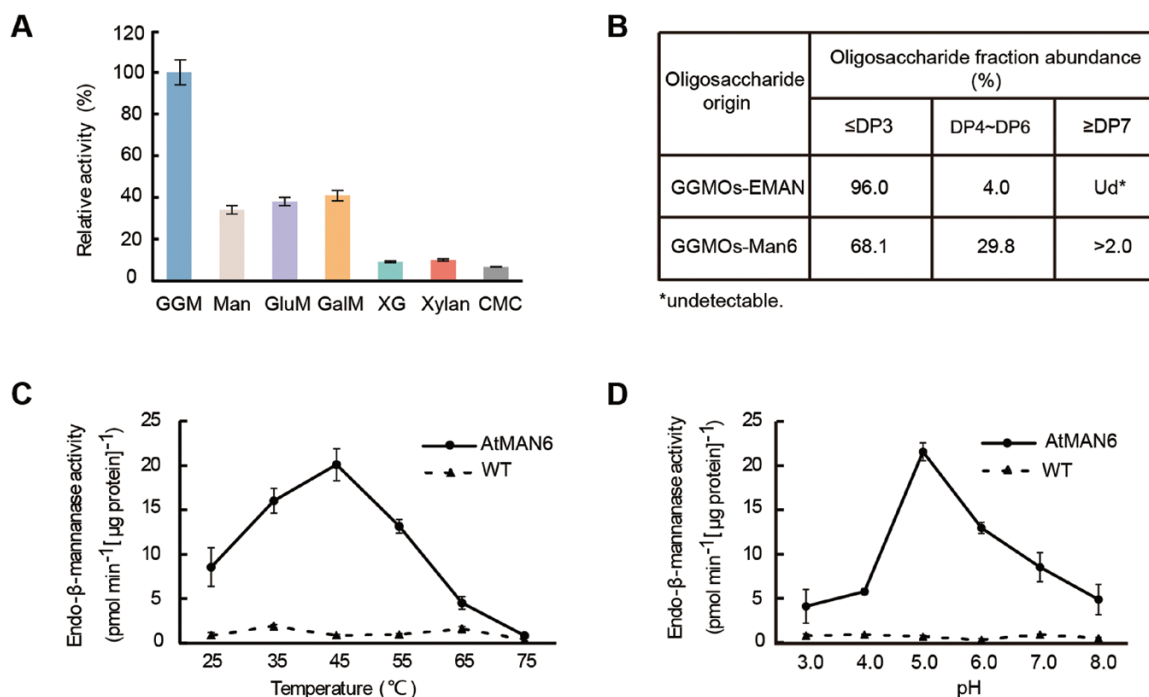 A
Relative activity (%)
120
100
80
60
40
20
0
GGM Man GluM GalM XG Xylan CMC
B
Oligosaccharide origin
Oligosaccharide fraction abundance
(%)
≤DP3 DP4~DP6 ≥DP7
GGMOs-EMAN 96.0 4.0 Ud*
GGMOs-Man6 68.1 29.8 >2.0
*undetectable.
C
Endo-β-mannanase activity
(pmol min⁻¹[ µg protein]⁻¹)
25
20
15
10
5
0
AtMAN6
WT
25 35 45 55 65 75
Temperature (℃)
D
Endo-β-mannanase activity
(pmol min⁻¹[ µg protein]⁻¹)
25
20
15
10
5
0
AtMAN6
WT
3.0 4.0 5.0 6.0 7.0 8.0
pH